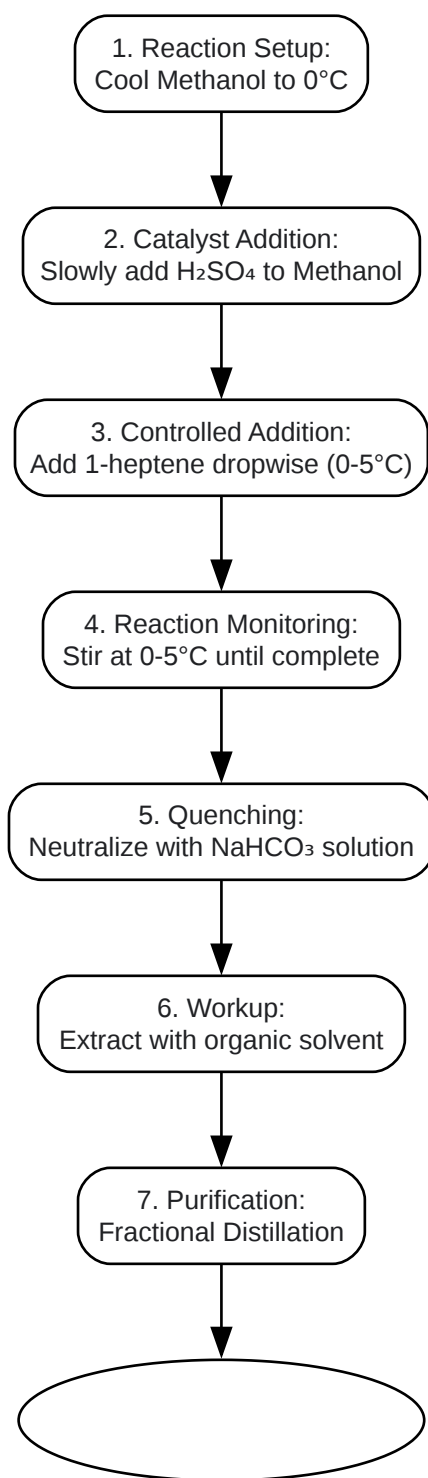 1. Reaction Setup:
Cool Methanol to 0°C
2. Catalyst Addition:
Slowly add H₂SO₄ to Methanol
3. Controlled Addition:
Add 1-heptene dropwise (0-5°C)
4. Reaction Monitoring:
Stir at 0-5°C until complete
5. Quenching:
Neutralize with NaHCO₃ solution
6. Workup:
Extract with organic solvent
7. Purification:
Fractional Distillation